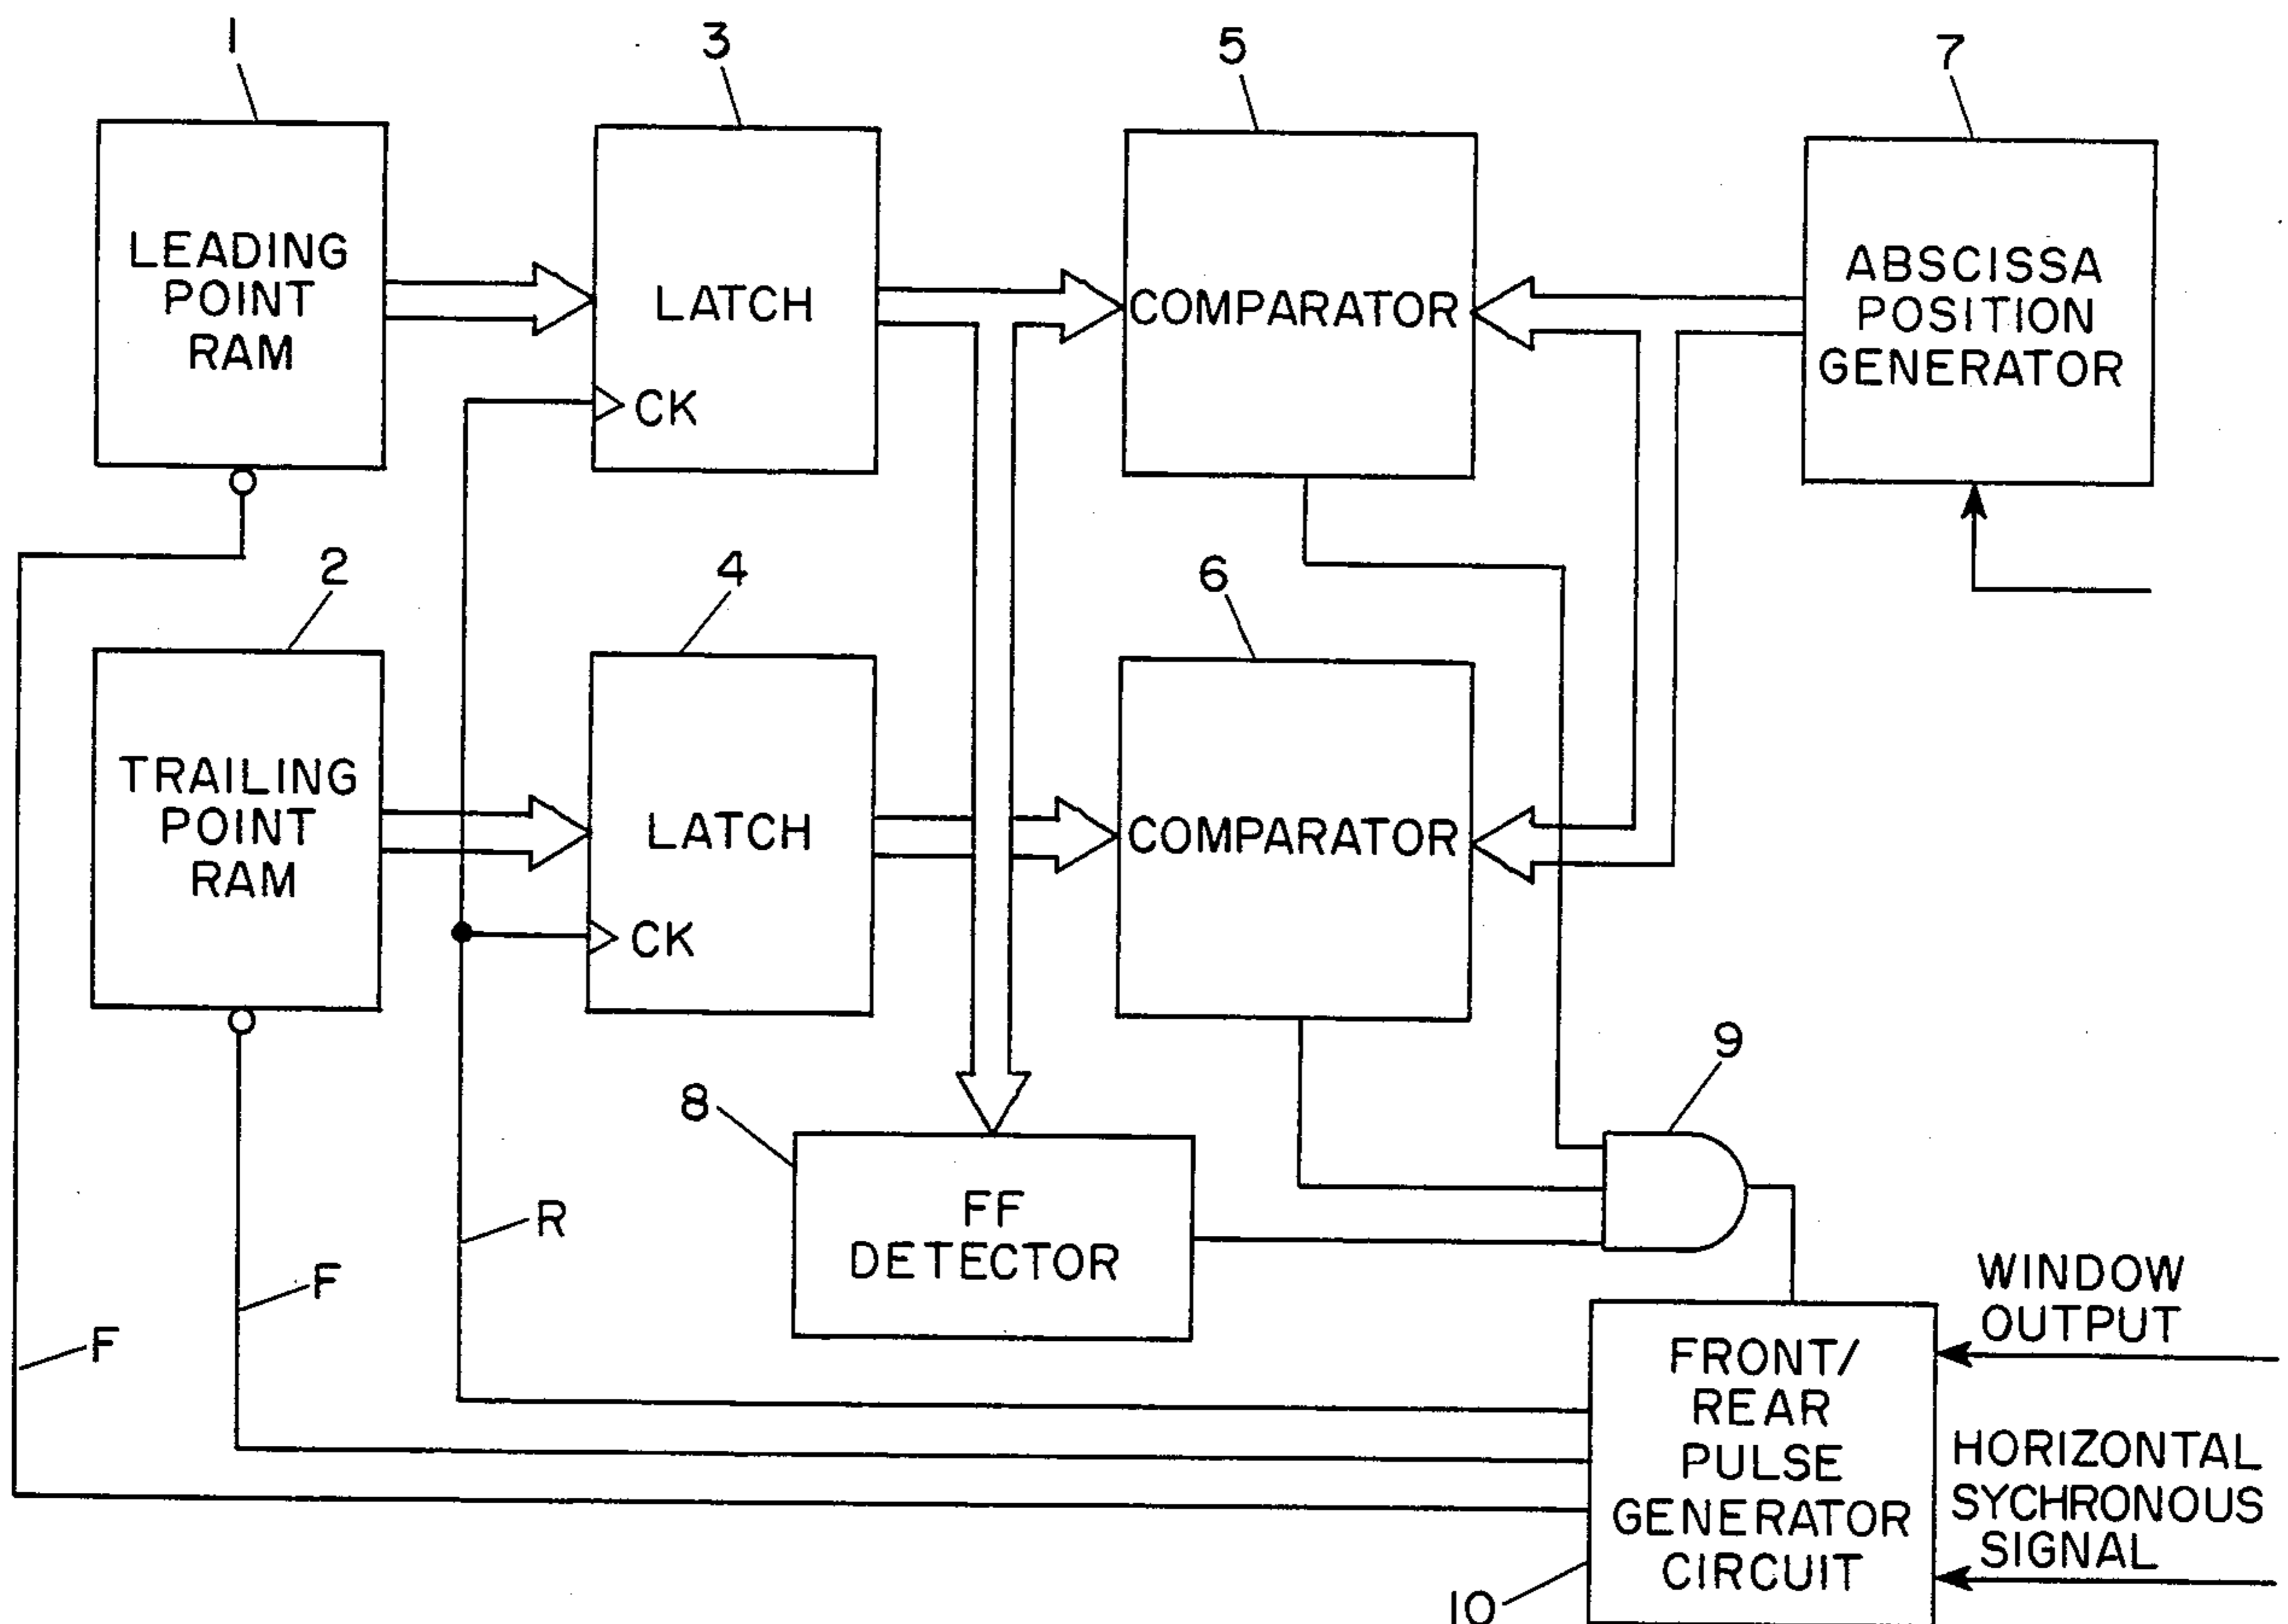 1
3
5
7
LEADING
POINT
RAM
LATCH
CK
COMPARATOR
ABSCISSA
POSITION
GENERATOR
2
4
6
TRAILING
POINT
RAM
LATCH
CK
COMPARATOR
8
9
FF
DETECTOR
R
F
F
WINDOW
OUTPUT
FRONT/
REAR
PULSE
GENERATOR
CIRCUIT
HORIZONTAL
SYCHRONOUS
SIGNAL
10